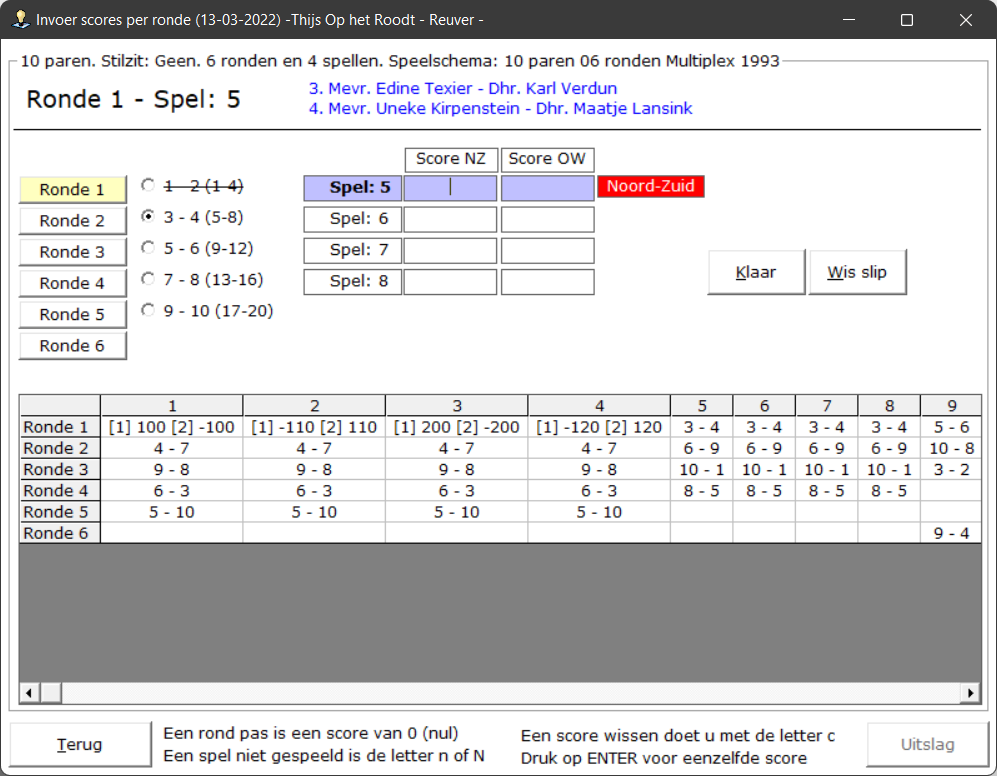 Invoer scores per ronde (13-03-2022) -Thijs Op het Roodt - Reuver -
10 paren. Stilzit: Geen. 6 ronden en 4 spellen. Speelschema: 10 paren 06 ronden Multiplex 1993
Ronde 1 - Spel: 5
3. Mevr. Edine Texier - Dhr. Karl Verdun
4. Mevr. Uneke Kirpenstein - Dhr. Maatje Lansink
Score NZ Score OW
Ronde 1 1 - 2 (1-4) Spel: 5 Noord-Zuid
Ronde 2 3 - 4 (5-8) Spel: 6
Ronde 3 5 - 6 (9-12) Spel: 7
Ronde 4 7 - 8 (13-16) Spel: 8
Klaar Wis slip
Ronde 5 9 - 10 (17-20)
Ronde 6
1 2 3 4 5 6 7 8 9
Ronde 1 [1] 100 [2] -100 [1] -110 [2] 110 [1] 200 [2] -200 [1] -120 [2] 120 3 - 4 3 - 4 3 - 4 3 - 4 5 - 6
Ronde 2 4 - 7 4 - 7 4 - 7 4 - 7 6 - 9 6 - 9 6 - 9 6 - 9 10 - 8
Ronde 3 9 - 8 9 - 8 9 - 8 9 - 8 10 - 1 10 - 1 10 - 1 10 - 1 3 - 2
Ronde 4 6 - 3 6 - 3 6 - 3 6 - 3 8 - 5 8 - 5 8 - 5 8 - 5
Ronde 5 5 - 10 5 - 10 5 - 10 5 - 10
Ronde 6 9 - 4
Terug
Een rond pas is een score van 0 (nul)
Een spel niet gespeeld is de letter n of N
Een score wissen doet u met de letter c
Druk op ENTER voor eenzelfde score
Uitslag